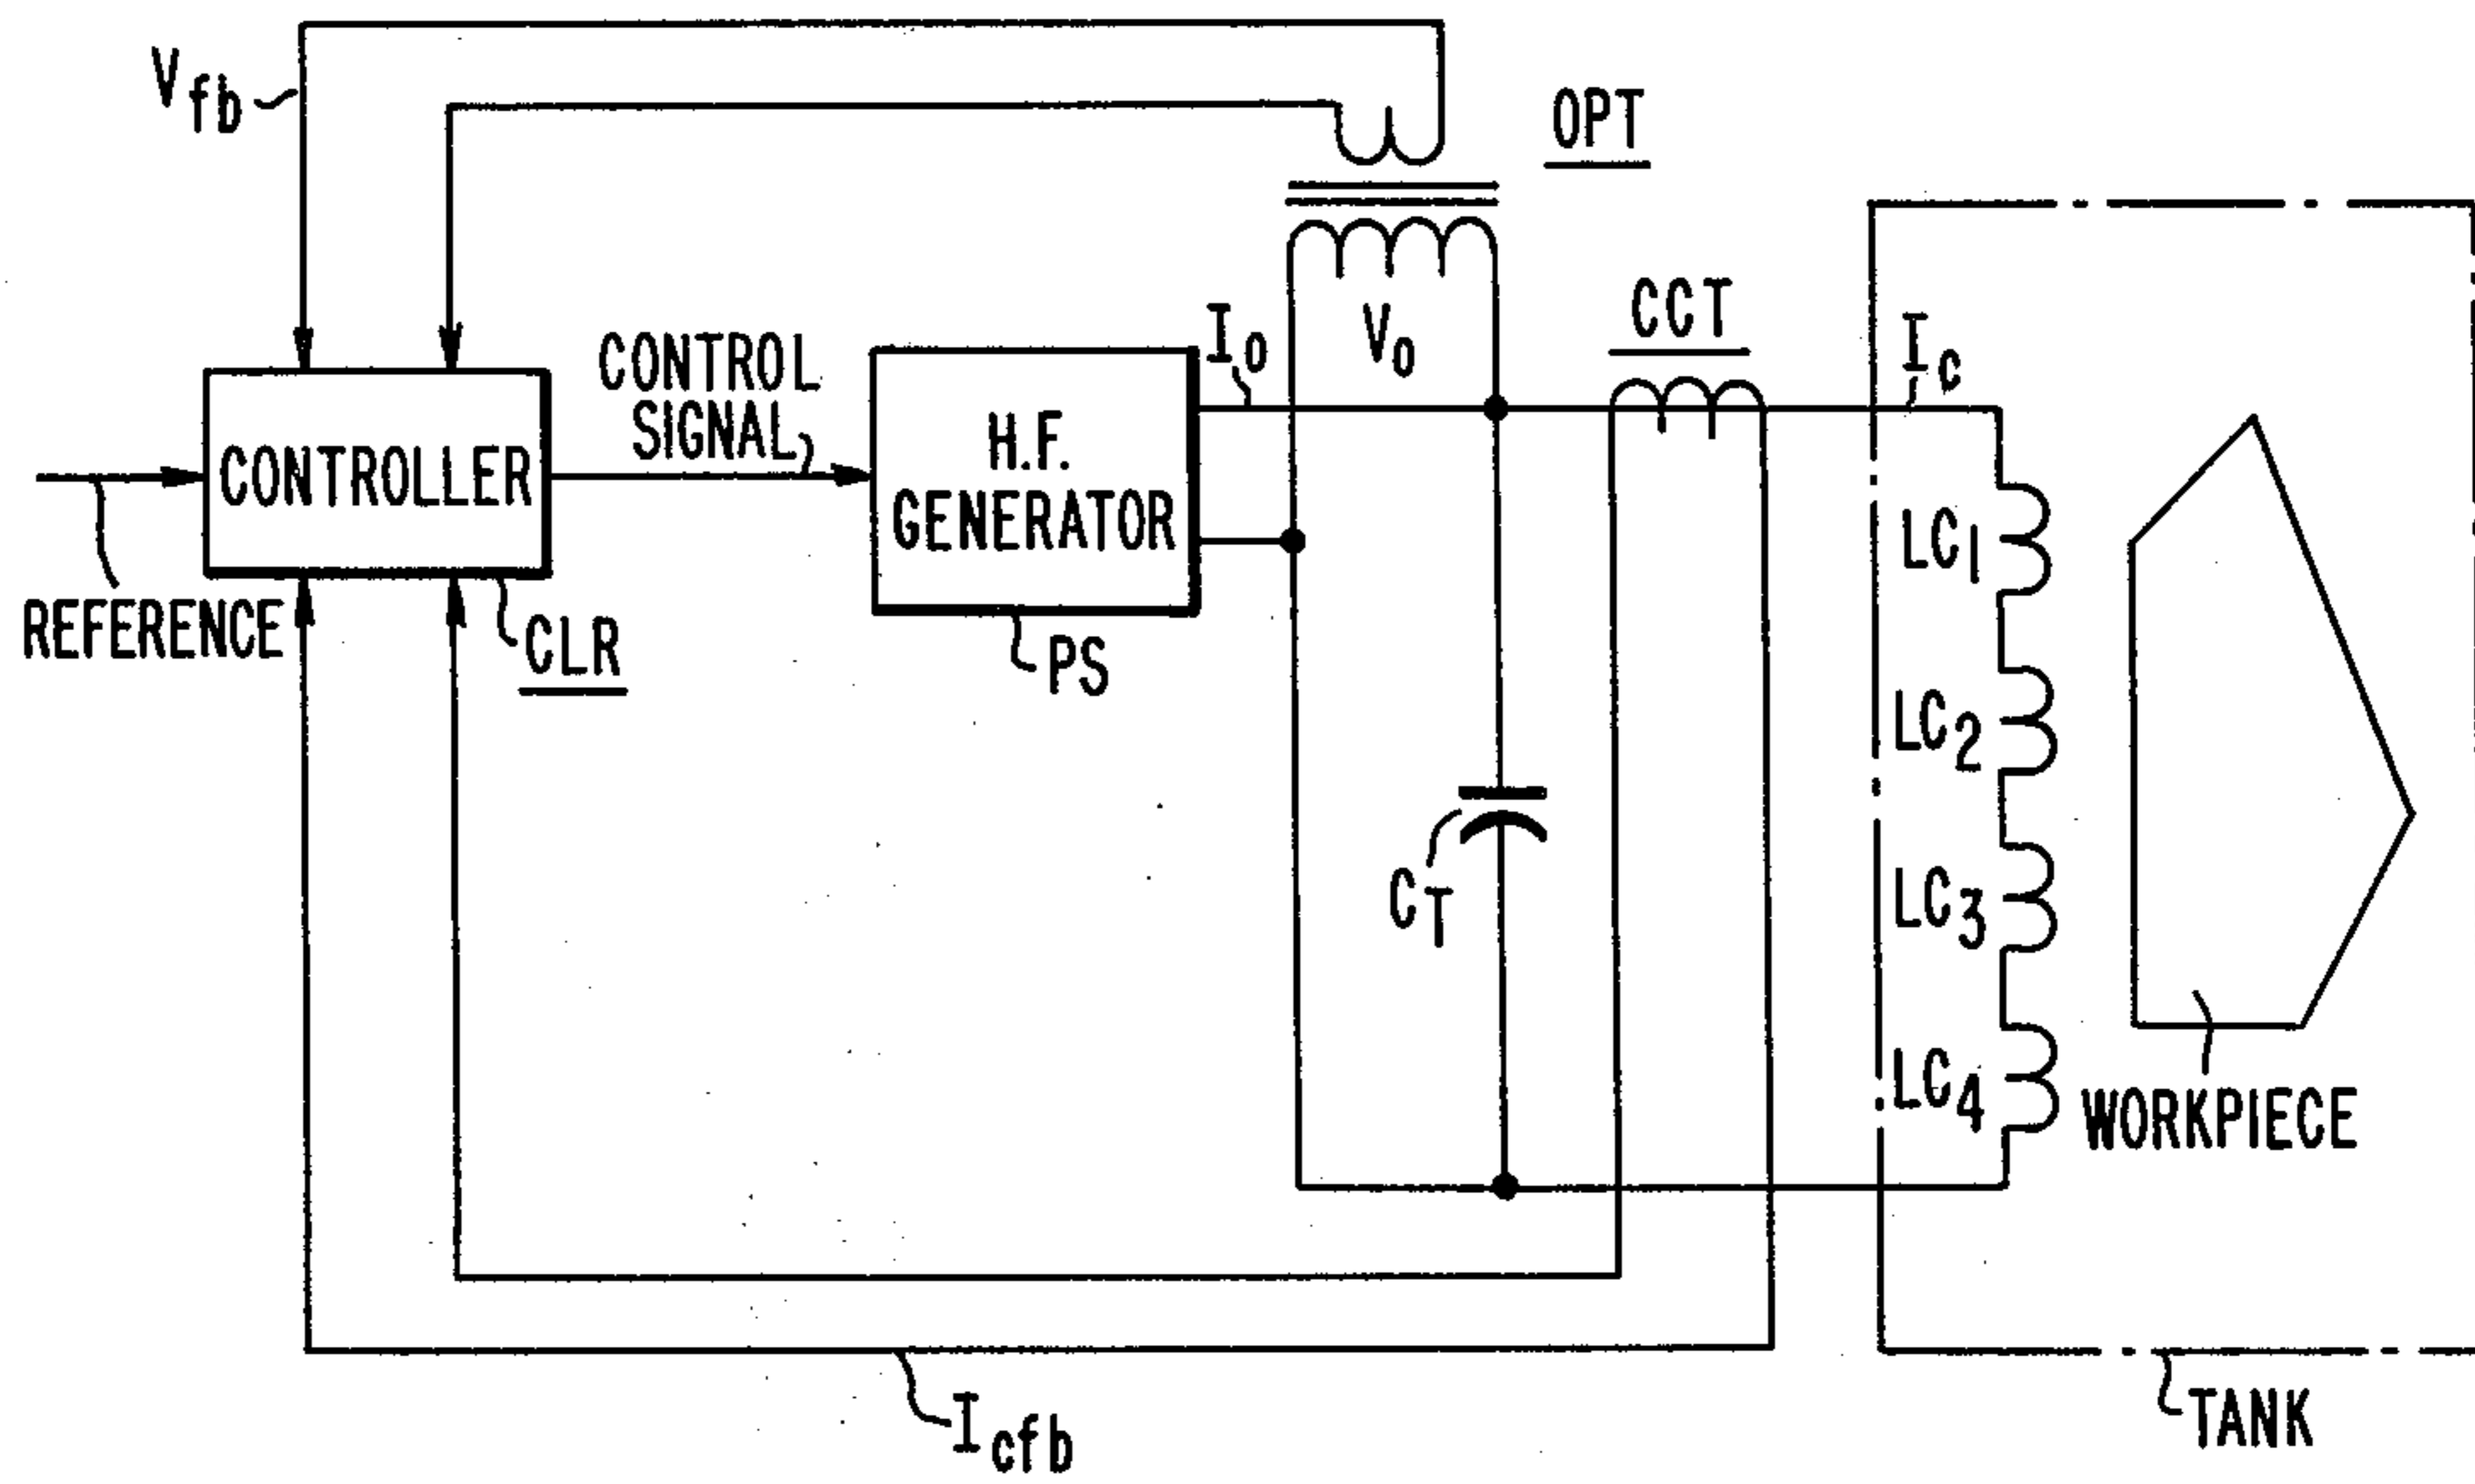 Vfb
OPT
CCT
Io
Vo
Ic
CONTROL
SIGNAL
CONTROLLER
H.F.
GENERATOR
REFERENCE
CLR
PS
LC1
LC2
LC3
LC4
CT
WORKPIECE
Icfb
TANK